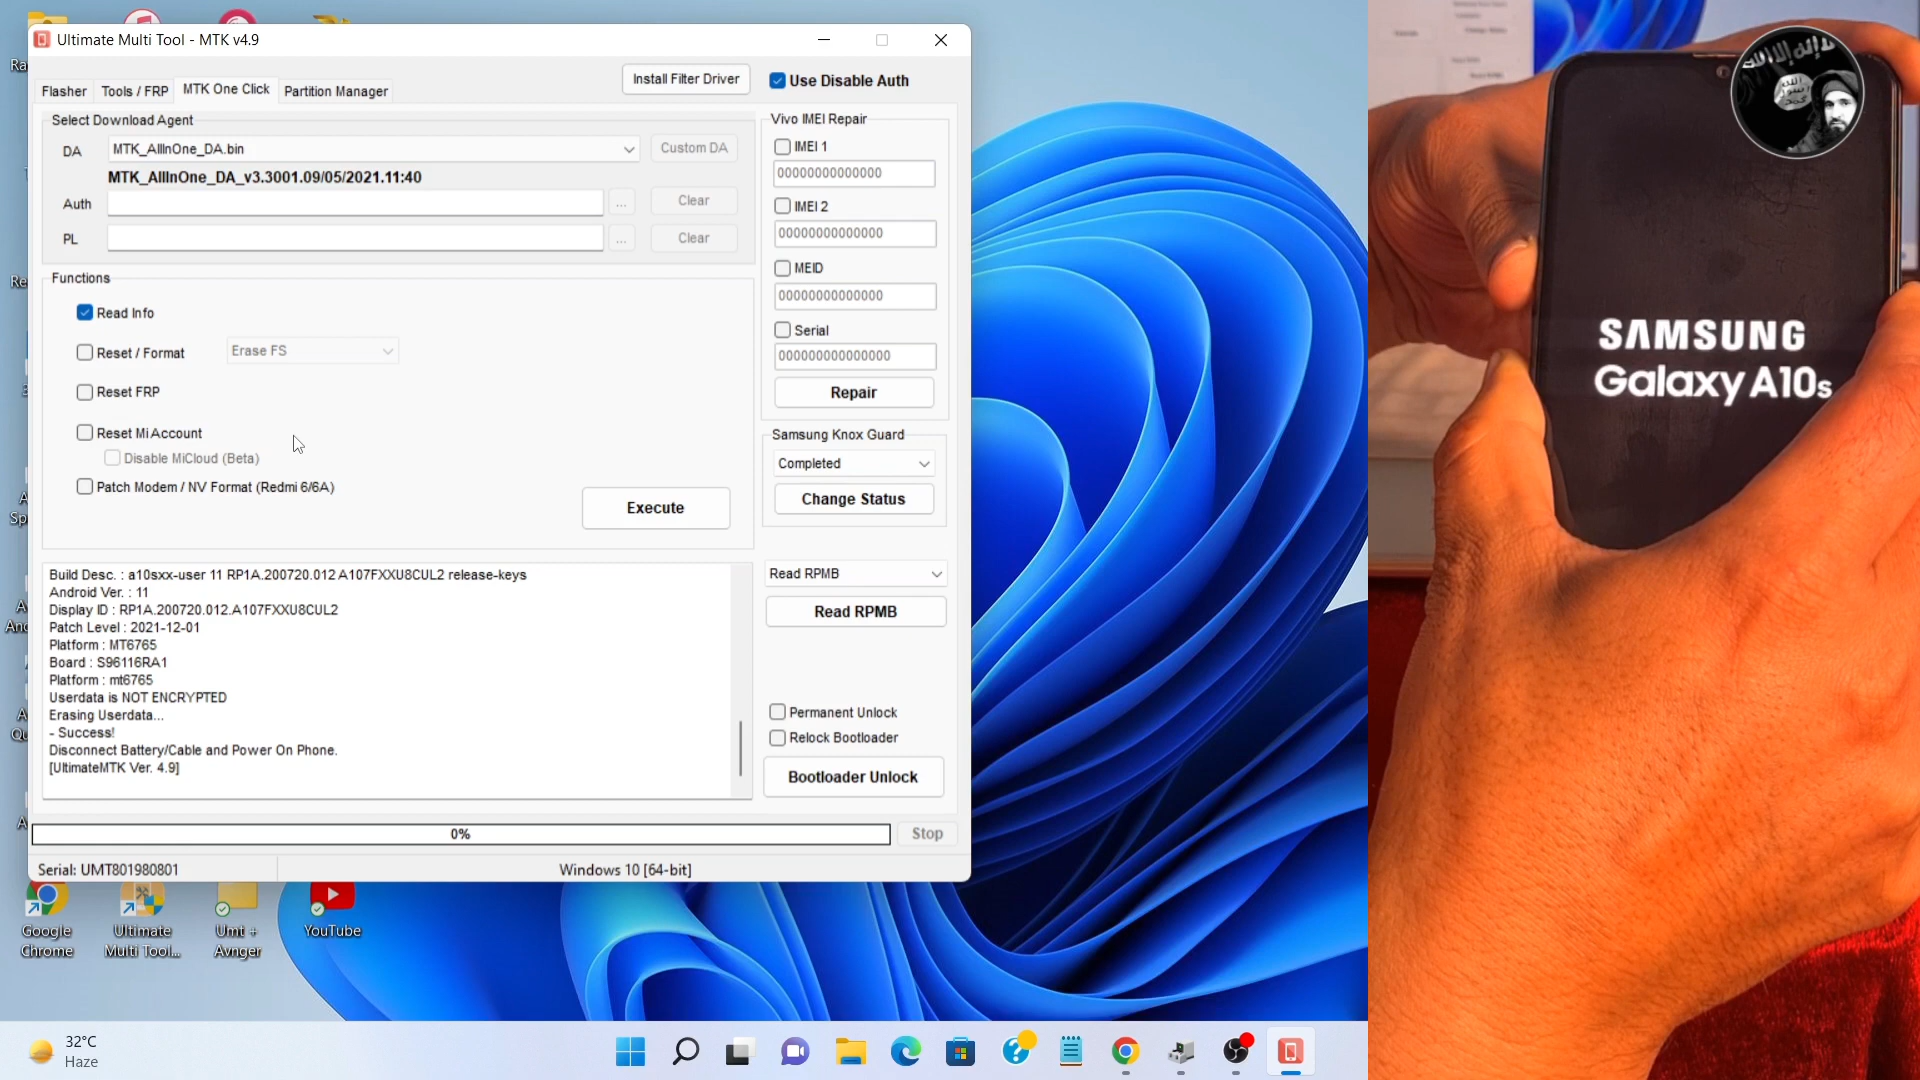 Ultimate Multi Tool - MTK v4.9
Flasher
Tools / FRP
MTK One Click
Partition Manager
Install Filter Driver
Use Disable Auth
Select Download Agent
DA
MTK_AllInOne_DA.bin
Custom DA
MTK_AllInOne_DA_v3.3001.09/05/2021.11:40
Auth
...
Clear
PL
...
Clear
Functions
Read Info
Reset / Format
Erase FS
Reset FRP
Reset Mi Account
Disable MiCloud (Beta)
Patch Modem / NV Format (Redmi 6/6A)
Execute
Vivo IMEI Repair
IMEI 1
00000000000000
IMEI 2
00000000000000
MEID
00000000000000
Serial
000000000000000
Repair
Samsung Knox Guard
Completed
Change Status
Read RPMB
Read RPMB
Permanent Unlock
Relock Bootloader
Bootloader Unlock
Build Desc. : a10sxx-user 11 RP1A.200720.012 A107FXXU8CUL2 release-keys
Android Ver. : 11
Display ID : RP1A.200720.012.A107FXXU8CUL2
Patch Level : 2021-12-01
Platform : MT6765
Board : S96116RA1
Platform : mt6765
Userdata is NOT ENCRYPTED
Erasing Userdata...
- Success!
Disconnect Battery/Cable and Power On Phone.
[UltimateMTK Ver. 4.9]
0%
Stop
Serial: UMT801980801
Windows 10 [64-bit]
Google
Chrome
Ultimate
Multi Tool...
Umt +
Avnger
YouTube
32°C
Haze
SAMSUNG
Galaxy A10s
لا إله إلا الله
الله
رسول
محمد